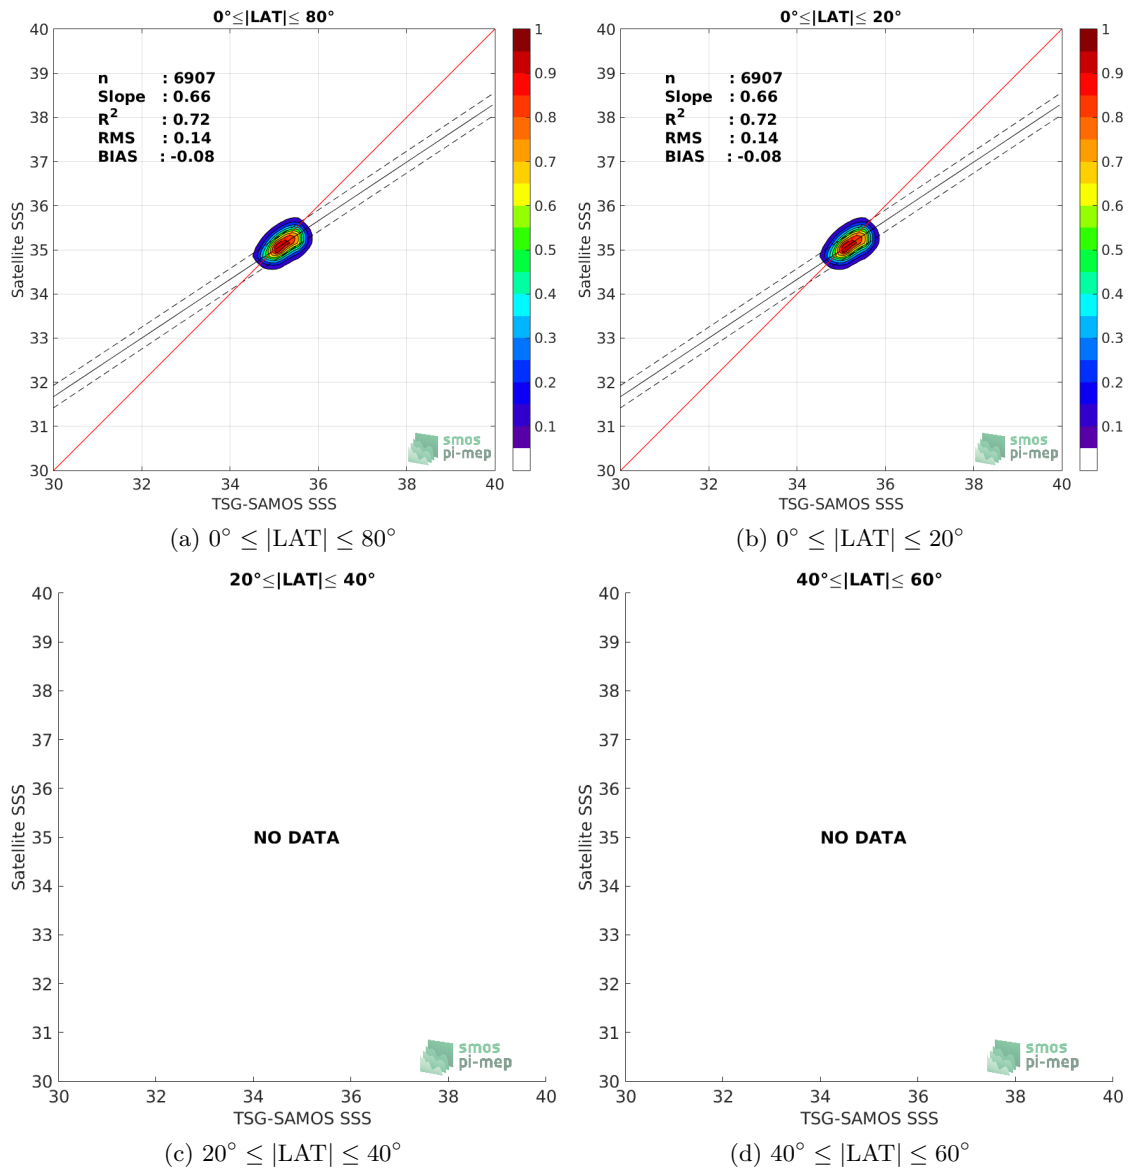 0°≤|LAT|≤ 80°
40
39
38
37
36
35
34
33
32
31
30
Satellite SSS
n : 6907
Slope : 0.66
R² : 0.72
RMS : 0.14
BIAS : -0.08
smos
pi-mep
30 32 34 36 38 40
TSG-SAMOS SSS
1
0.9
0.8
0.7
0.6
0.5
0.4
0.3
0.2
0.1
(a) 0° ≤ |LAT| ≤ 80°
0°≤|LAT|≤ 20°
40
39
38
37
36
35
34
33
32
31
30
Satellite SSS
n : 6907
Slope : 0.66
R² : 0.72
RMS : 0.14
BIAS : -0.08
smos
pi-mep
30 32 34 36 38 40
TSG-SAMOS SSS
1
0.9
0.8
0.7
0.6
0.5
0.4
0.3
0.2
0.1
(b) 0° ≤ |LAT| ≤ 20°
20°≤|LAT|≤ 40°
40
39
38
37
36
35
34
33
32
31
30
Satellite SSS
NO DATA
smos
pi-mep
30 32 34 36 38 40
TSG-SAMOS SSS
(c) 20° ≤ |LAT| ≤ 40°
40°≤|LAT|≤ 60°
40
39
38
37
36
35
34
33
32
31
30
Satellite SSS
NO DATA
smos
pi-mep
30 32 34 36 38 40
TSG-SAMOS SSS
(d) 40° ≤ |LAT| ≤ 60°